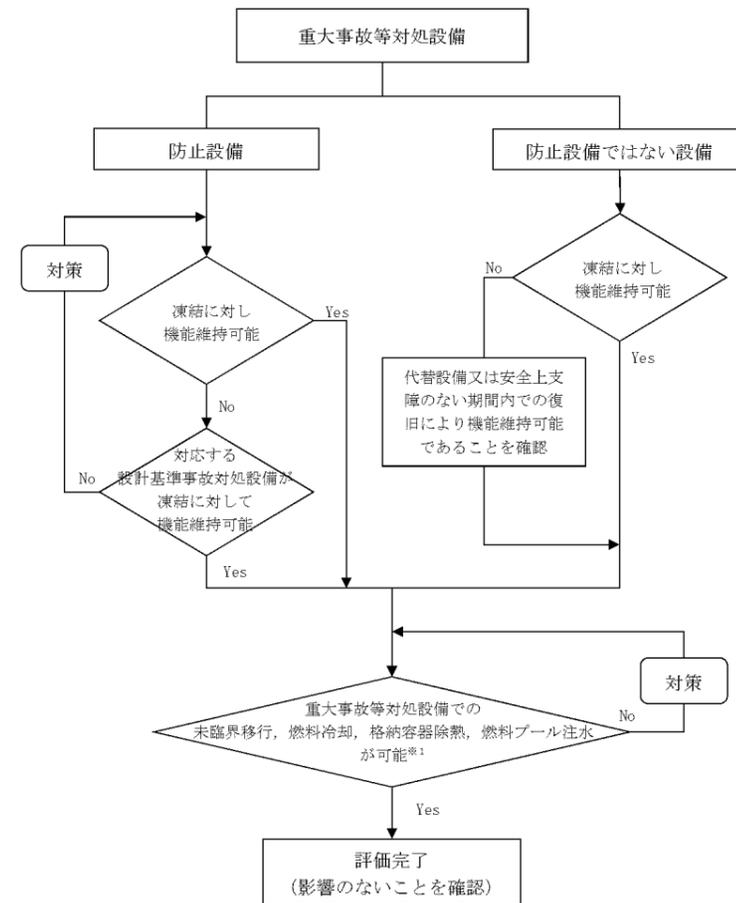 重大事故等対処設備
防止設備
防止設備ではない設備
対策
凍結に対し
機能維持可能
Yes
No
凍結に対し
機能維持可能
No
Yes
代替設備又は安全上支
障のない期間内での復
旧により機能維持可能
であることを確認
対応する
設計基準事故対処設備が
凍結に対して
機能維持可能
No
Yes
対策
重大事故等対処設備での
未臨界移行，燃料冷却，格納容器除熱，燃料プール注水
が可能※1
No
Yes
評価完了
（影響のないことを確認）